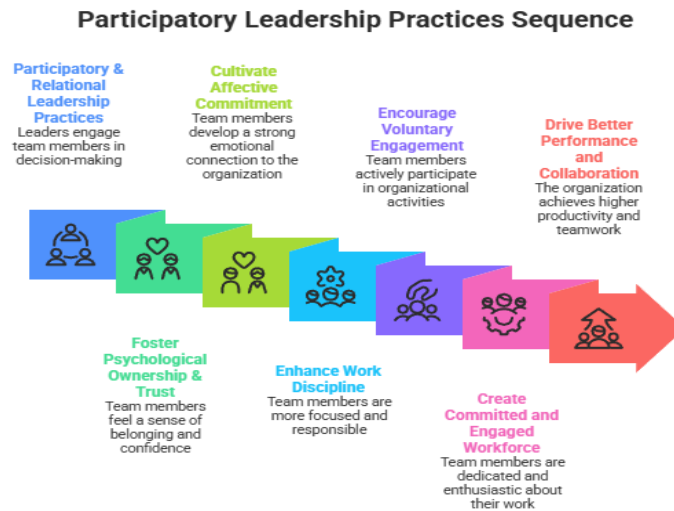 Participatory Leadership Practices Sequence
Participatory &
Relational
Leadership
Practices
Leaders engage
team members in
decision-making
Foster
Psychological
Ownership &
Trust
Team members
feel a sense of
belonging and
confidence
Cultivate
Affective
Commitment
Team members
develop a strong
emotional
connection to the
organization
Enhance Work
Discipline
Team members are
more focused and
responsible
Encourage
Voluntary
Engagement
Team members
actively participate
in organizational
activities
Create
Committed and
Engaged
Workforce
Team members are
dedicated and
enthusiastic about
their work
Drive Better
Performance
and
Collaboration
The organization
achieves higher
productivity and
teamwork